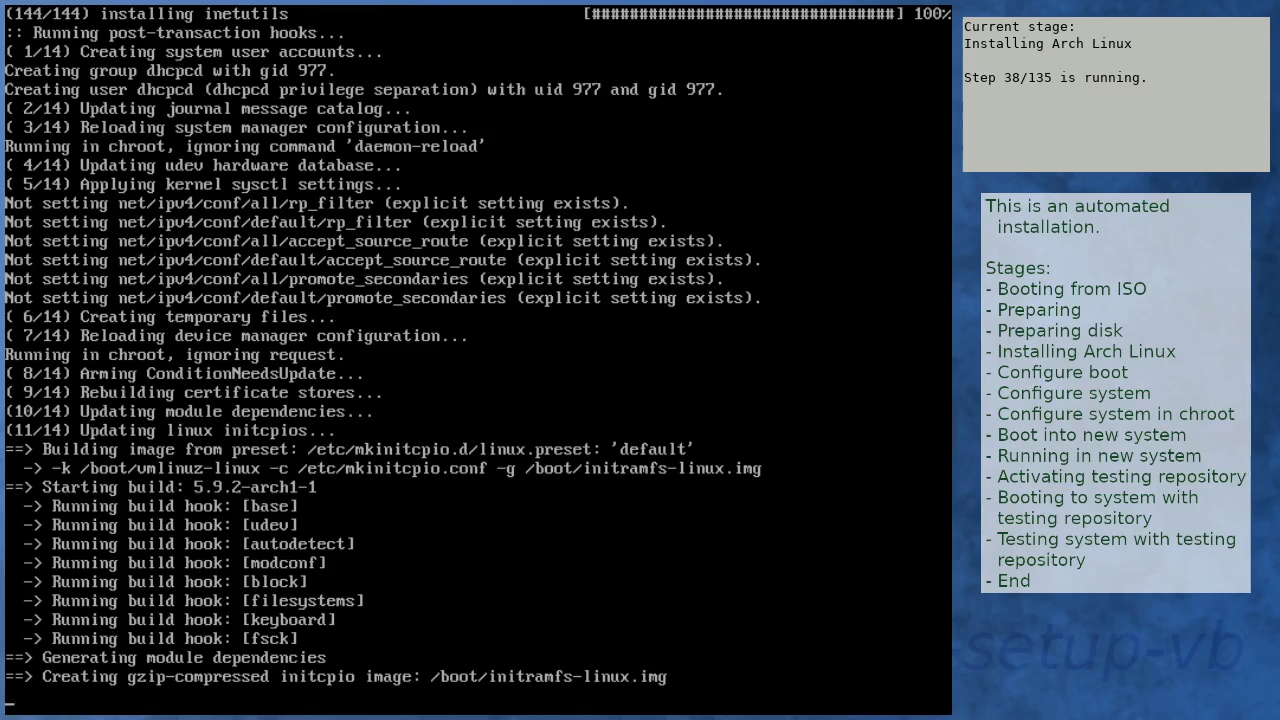 (144/144) installing inetutils                               [################################] 100%
:: Running post-transaction hooks...
( 1/14) Creating system user accounts...
Creating group dhcpcd with gid 977.
Creating user dhcpcd (dhcpcd privilege separation) with uid 977 and gid 977.
( 2/14) Updating journal message catalog...
( 3/14) Reloading system manager configuration...
Running in chroot, ignoring command 'daemon-reload'
( 4/14) Updating udev hardware database...
( 5/14) Applying kernel sysctl settings...
Not setting net/ipv4/conf/all/rp_filter (explicit setting exists).
Not setting net/ipv4/conf/default/rp_filter (explicit setting exists).
Not setting net/ipv4/conf/all/accept_source_route (explicit setting exists).
Not setting net/ipv4/conf/default/accept_source_route (explicit setting exists).
Not setting net/ipv4/conf/all/promote_secondaries (explicit setting exists).
Not setting net/ipv4/conf/default/promote_secondaries (explicit setting exists).
( 6/14) Creating temporary files...
( 7/14) Reloading device manager configuration...
Running in chroot, ignoring request.
( 8/14) Arming ConditionNeedsUpdate...
( 9/14) Rebuilding certificate stores...
(10/14) Updating module dependencies...
(11/14) Updating linux initcpios...
==> Building image from preset: /etc/mkinitcpio.d/linux.preset: 'default'
  -> -k /boot/vmlinuz-linux -c /etc/mkinitcpio.conf -g /boot/initramfs-linux.img
==> Starting build: 5.9.2-arch1-1
  -> Running build hook: [base]
  -> Running build hook: [udev]
  -> Running build hook: [autodetect]
  -> Running build hook: [modconf]
  -> Running build hook: [block]
  -> Running build hook: [filesystems]
  -> Running build hook: [keyboard]
  -> Running build hook: [fsck]
==> Generating module dependencies
==> Creating gzip-compressed initcpio image: /boot/initramfs-linux.img
_
Current stage:
Installing Arch Linux
Step 38/135 is running.
This is an automated
installation.
Stages:
- Booting from ISO
- Preparing
- Preparing disk
- Installing Arch Linux
- Configure boot
- Configure system
- Configure system in chroot
- Boot into new system
- Running in new system
- Activating testing repository
- Booting to system with
testing repository
- Testing system with testing
repository
- End
-setup-vb